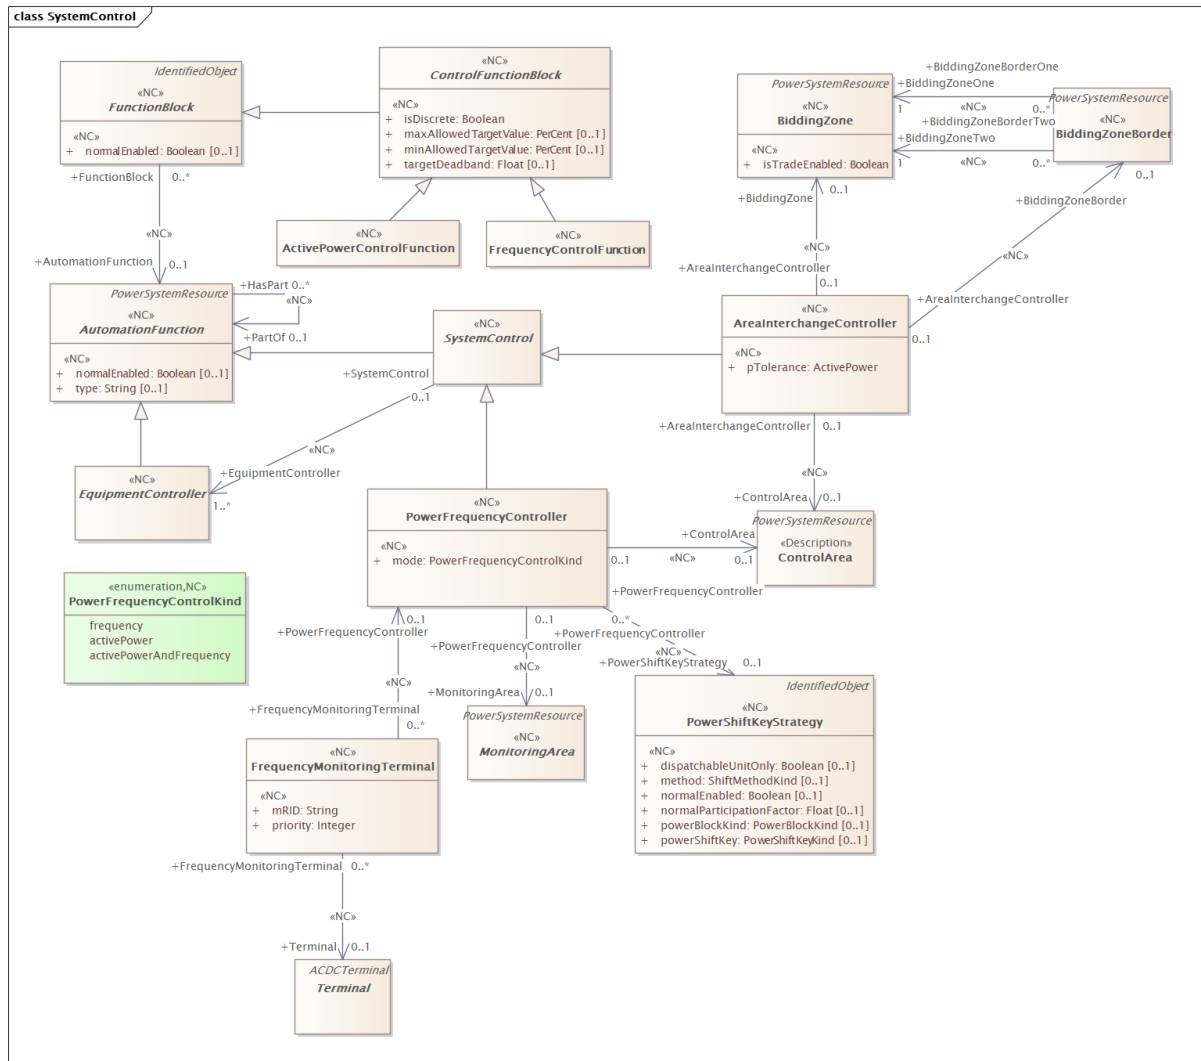 class SystemControl
IdentifiedObject
«NC»
FunctionBlock
«NC»
+ normalEnabled: Boolean [0..1]
«NC»
ControlFunctionBlock
«NC»
+ isDiscrete: Boolean
+ maxAllowedTargetValue: PerCent [0..1]
+ minAllowedTargetValue: PerCent [0..1]
+ targetDeadband: Float [0..1]
PowerSystemResource
«NC»
BiddingZone
«NC»
+ isTradeEnabled: Boolean
+BiddingZoneBorderOne
+BiddingZoneOne
1
«NC»
0..*
+BiddingZoneBorderTwo
+BiddingZoneTwo
1
«NC»
0..*
PowerSystemResource
«NC»
BiddingZoneBorder
+FunctionBlock 0..*
«NC»
+AutomationFunction 0..1
«NC»
ActivePowerControlFunction
«NC»
FrequencyControlFunction
0..1
+BiddingZone
«NC»
+AreaInterchangeController
0..1
0..1
+BiddingZoneBorder
«NC»
+AreaInterchangeController
0..1
PowerSystemResource
«NC»
AutomationFunction
«NC»
+ normalEnabled: Boolean [0..1]
+ type: String [0..1]
+HasPart 0..*
«NC»
+PartOf 0..1
«NC»
SystemControl
«NC»
AreaInterchangeController
«NC»
+ pTolerance: ActivePower
+SystemControl
0..1
«NC»
+EquipmentController
1..*
«NC»
EquipmentController
+AreaInterchangeController 0..1
«NC»
+ControlArea 0..1
«NC»
PowerFrequencyController
«NC»
+ mode: PowerFrequencyControlKind
+ControlArea
0..1
«NC»
0..1
+PowerFrequencyController
PowerSystemResource
«Description»
ControlArea
«enumeration,NC»
PowerFrequencyControlKind
frequency
activePower
activePowerAndFrequency
0..1
+PowerFrequencyController
«NC»
+FrequencyMonitoringTerminal
0..*
0..1
+PowerFrequencyController
«NC»
+MonitoringArea 0..1
0..*
+PowerFrequencyController
«NC»
+PowerShiftKeyStrategy 0..1
PowerSystemResource
«NC»
MonitoringArea
IdentifiedObject
«NC»
PowerShiftKeyStrategy
«NC»
+ dispatchableUnitOnly: Boolean [0..1]
+ method: ShiftMethodKind [0..1]
+ normalEnabled: Boolean [0..1]
+ normalParticipationFactor: Float [0..1]
+ powerBlockKind: PowerBlockKind [0..1]
+ powerShiftKey: PowerShiftKeyKind [0..1]
«NC»
FrequencyMonitoringTerminal
«NC»
+ mRID: String
+ priority: Integer
+FrequencyMonitoringTerminal 0..*
«NC»
+Terminal 0..1
ACDCTerminal
Terminal